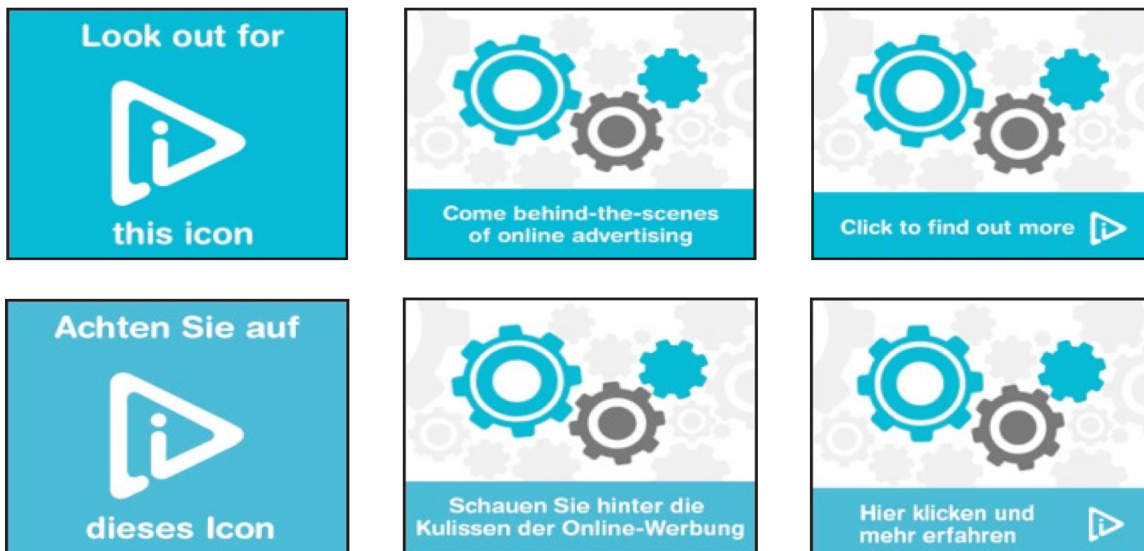 Look out for
this icon
Come behind-the-scenes
of online advertising
Click to find out more
Achten Sie auf
dieses Icon
Schauen Sie hinter die
Kulissen der Online-Werbung
Hier klicken und
mehr erfahren